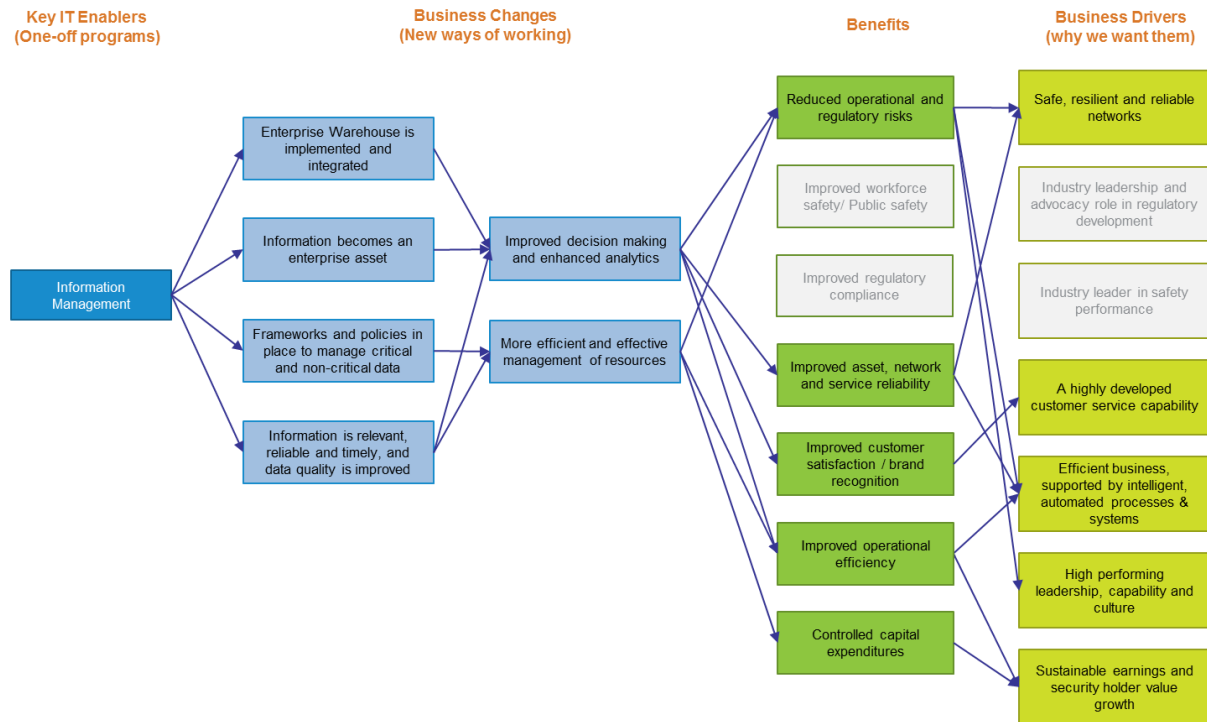 Key IT Enablers
(One-off programs)
Business Changes
(New ways of working)
Benefits
Business Drivers
(why we want them)
Information
Management
Enterprise Warehouse is
implemented and
integrated
Information becomes an
enterprise asset
Frameworks and policies in
place to manage critical
and non-critical data
Information is relevant,
reliable and timely, and
data quality is improved
Improved decision making
and enhanced analytics
More efficient and effective
management of resources
Reduced operational and
regulatory risks
Improved workforce
safety/ Public safety
Improved regulatory
compliance
Improved asset, network
and service reliability
Improved customer
satisfaction / brand
recognition
Improved operational
efficiency
Controlled capital
expenditures
Safe, resilient and reliable
networks
Industry leadership and
advocacy role in regulatory
development
Industry leader in safety
performance
A highly developed
customer service capability
Efficient business,
supported by intelligent,
automated processes &
systems
High performing
leadership, capability and
culture
Sustainable earnings and
security holder value
growth